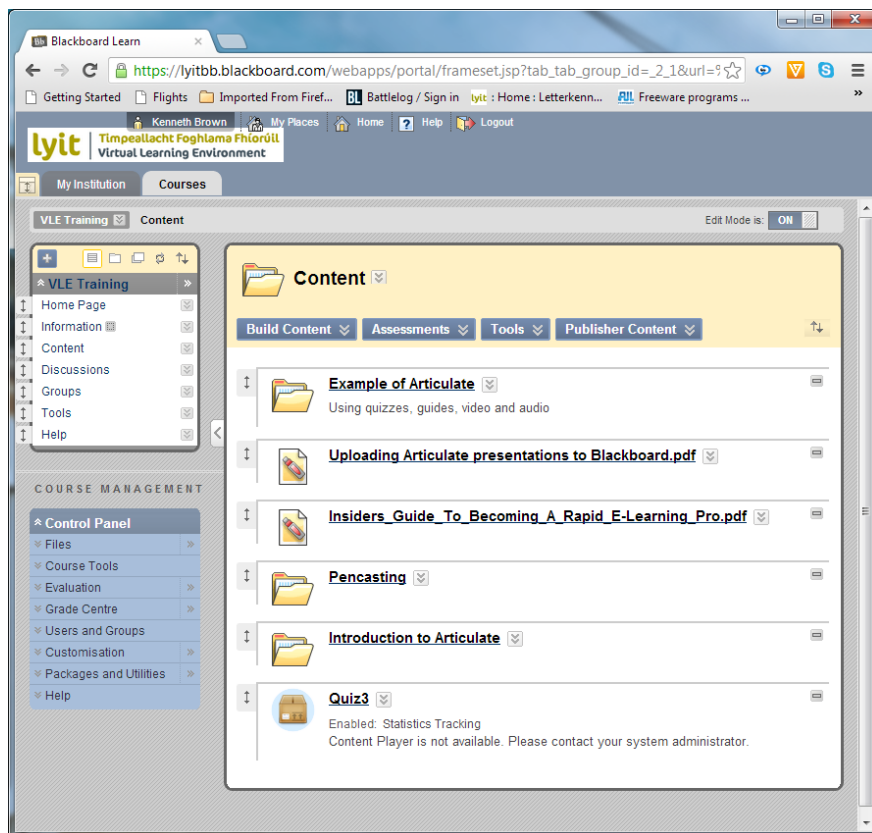 Blackboard Learn
https://lyitbb.blackboard.com/webapps/portal/frameset.jsp?tab_tab_group_id=_2_1&url=%
Getting Started Flights Imported From Firef... BL Battlelog / Sign in lyit : Home : Letterkenn... Freeware programs ... »
Kenneth Brown My Places Home Help Logout
lyit Timpeallacht Foghlama Fhíorúil
Virtual Learning Environment
My Institution Courses
VLE Training Content Edit Mode is: ON
VLE Training
Home Page
Information
Content
Discussions
Groups
Tools
Help
COURSE MANAGEMENT
Control Panel
Files
Course Tools
Evaluation
Grade Centre
Users and Groups
Customisation
Packages and Utilities
Help
Content
Build Content Assessments Tools Publisher Content
Example of Articulate
Using quizzes, guides, video and audio
Uploading Articulate presentations to Blackboard.pdf
Insiders_Guide_To_Becoming_A_Rapid_E-Learning_Pro.pdf
Pencasting
Introduction to Articulate
Quiz3
Enabled: Statistics Tracking
Content Player is not available. Please contact your system administrator.